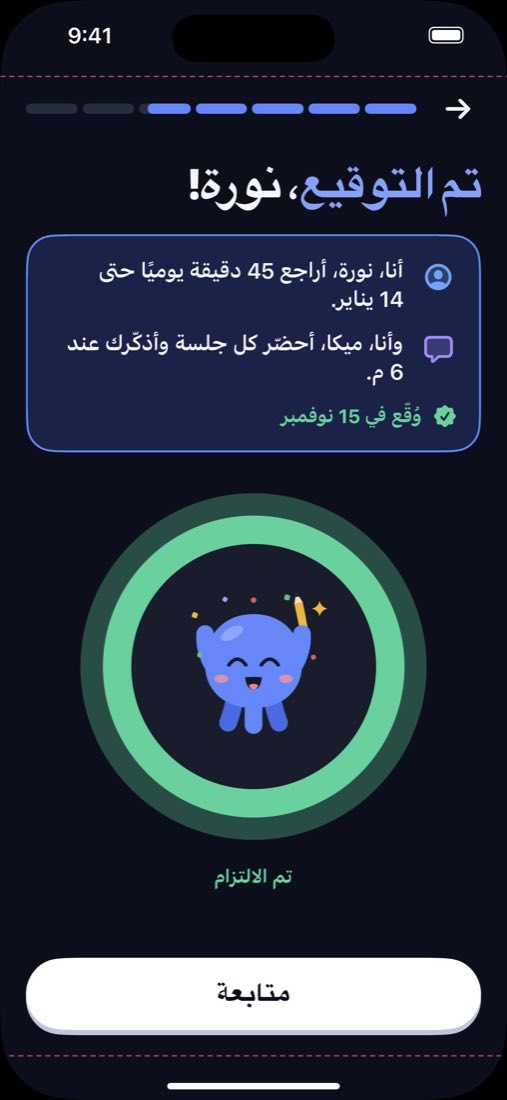 9:41
تم التوقيع، نورة!
أنا، نورة، أراجع 45 دقيقة يوميًا حتى
14 يناير.
وأنا، ميكا، أحضّر كل جلسة وأذكّرك عند
6 م.
وُقّع في 15 نوفمبر
تم الالتزام
متابعة